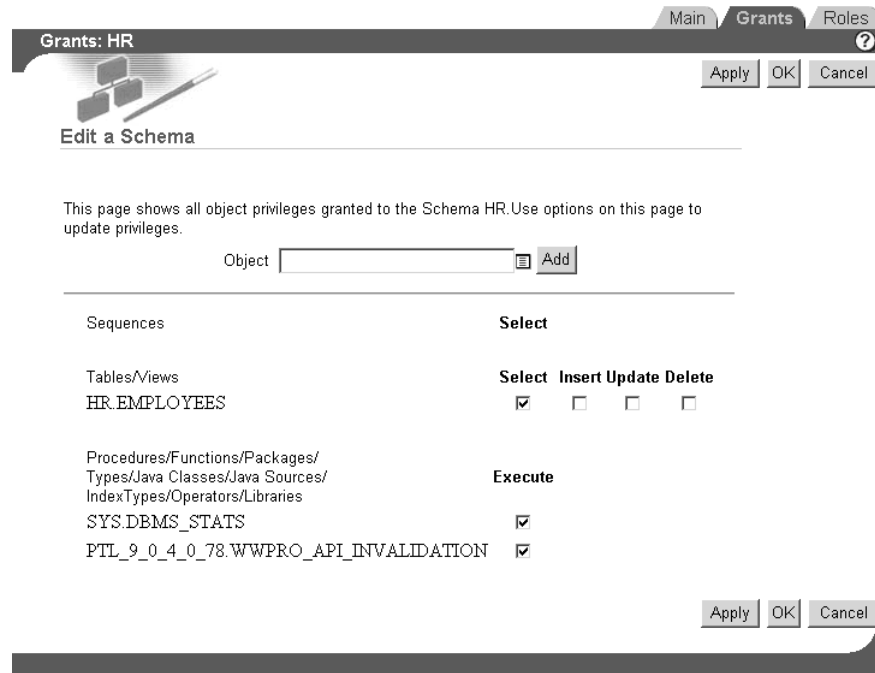 Main Grants Roles
Grants: HR ?
Apply OK Cancel
Edit a Schema
This page shows all object privileges granted to the Schema HR.Use options on this page to
update privileges.
Object Add
Sequences Select
Tables/Views Select Insert Update Delete
HR.EMPLOYEES
Procedures/Functions/Packages/
Types/Java Classes/Java Sources/ Execute
IndexTypes/Operators/Libraries
SYS.DBMS_STATS
PTL_9_0_4_0_78.WWPRO_API_INVALIDATION
Apply OK Cancel